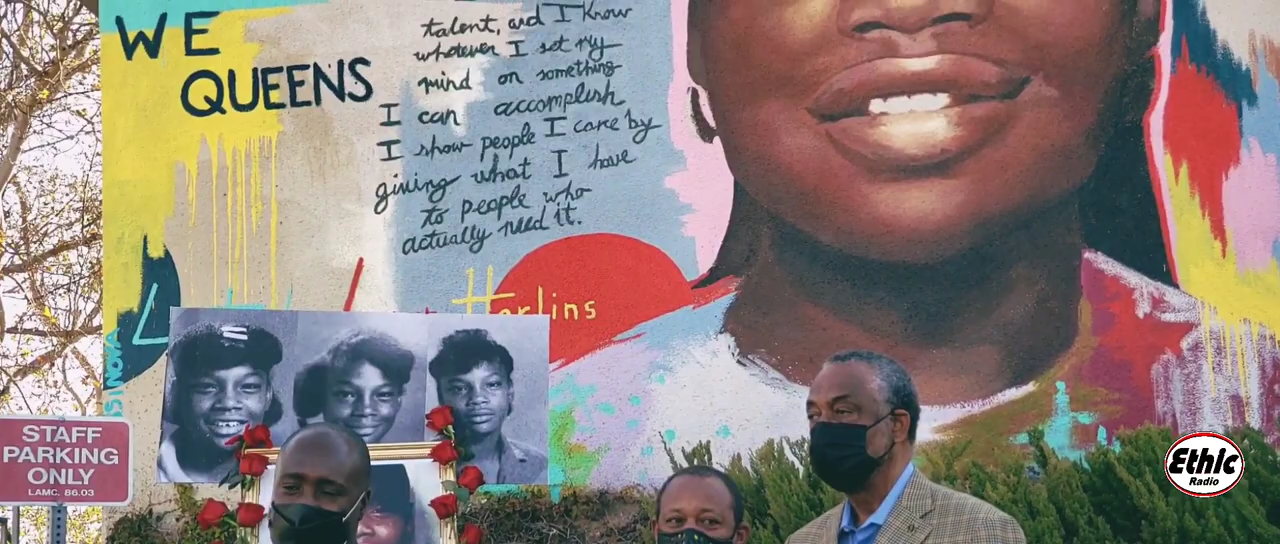 WE
QUEENS
talent, and I know
whatever I set my
mind on something
I can accomplish
I show people I care by
giving what I have
to people who
actually need it.
Harlins
STAFF
PARKING
ONLY
LAMC. 86.03
Ethic
Radio